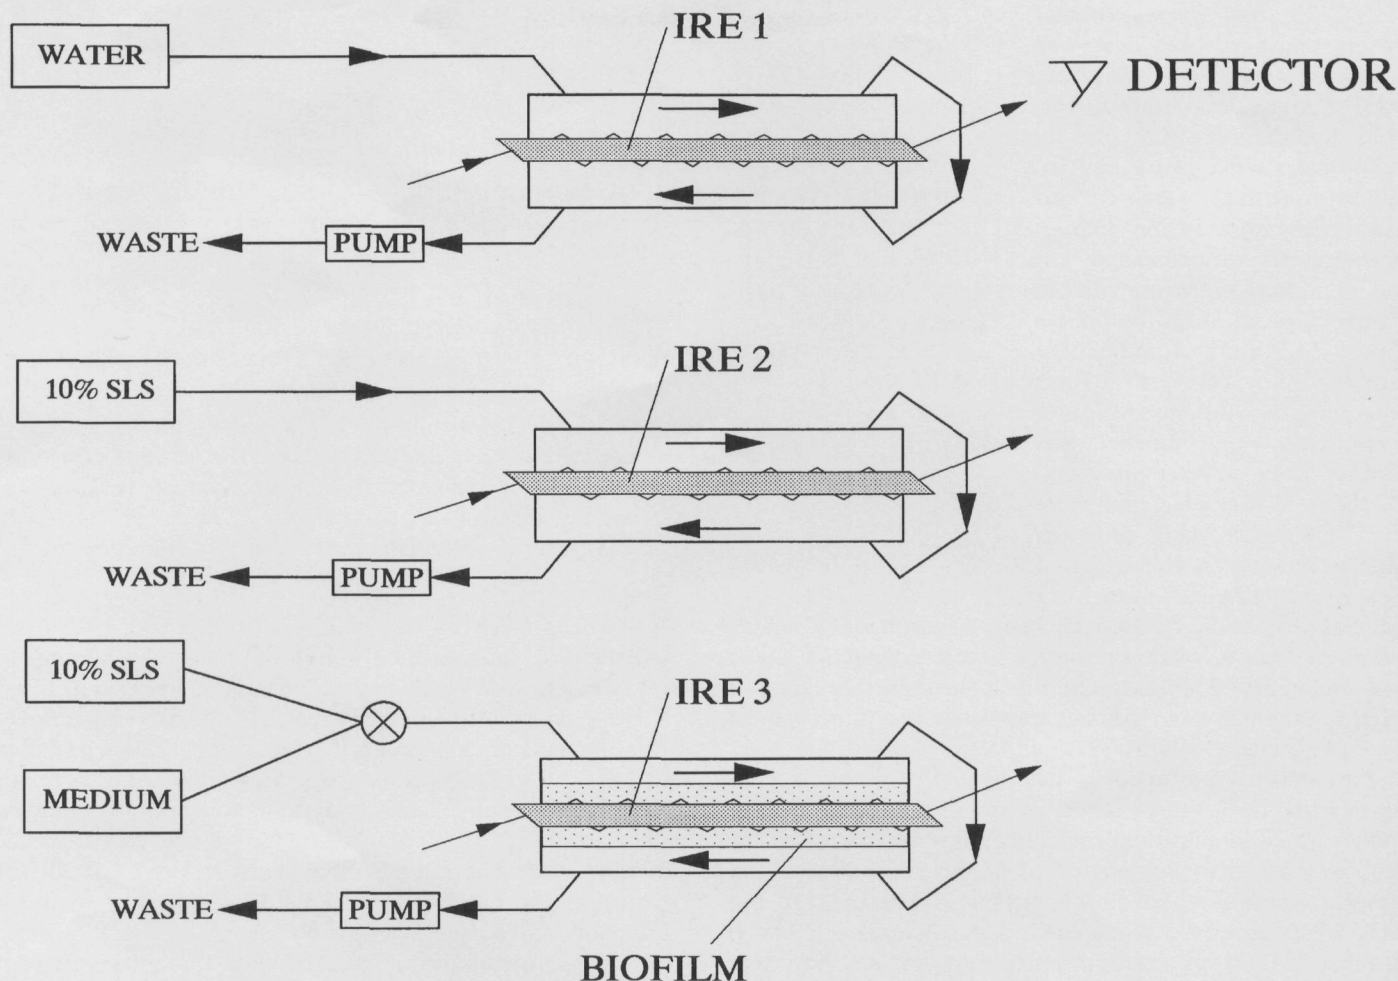 WATER
IRE 1
DETECTOR
WASTE
PUMP
10% SLS
IRE 2
WASTE
PUMP
10% SLS
IRE 3
MEDIUM
WASTE
PUMP
BIOFILM